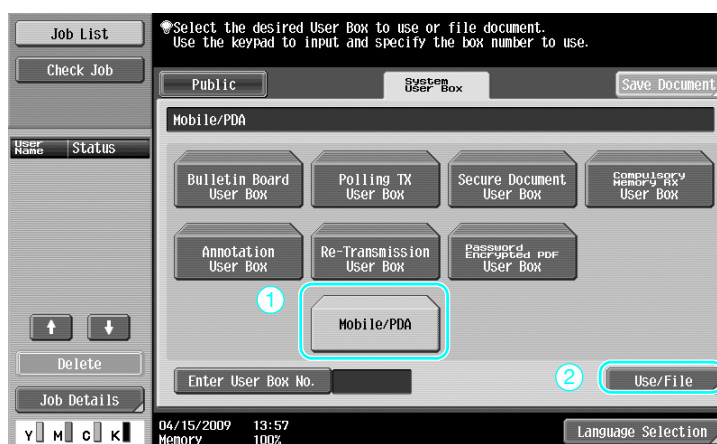 Job List
Check Job
User Name Status
Delete
Job Details
Y M C K
Select the desired User Box to use or file document.
Use the keypad to input and specify the box number to use.
Public
System User Box
Save Document
Mobile/PDA
Bulletin Board
User Box
Polling TX
User Box
Secure Document
User Box
Compulsory
Memory RX
User Box
Annotation
User Box
Re-Transmission
User Box
Password
Encrypted PDF
User Box
1
Mobile/PDA
Enter User Box No.
2
Use/File
04/15/2009 13:57
Memory 100%
Language Selection